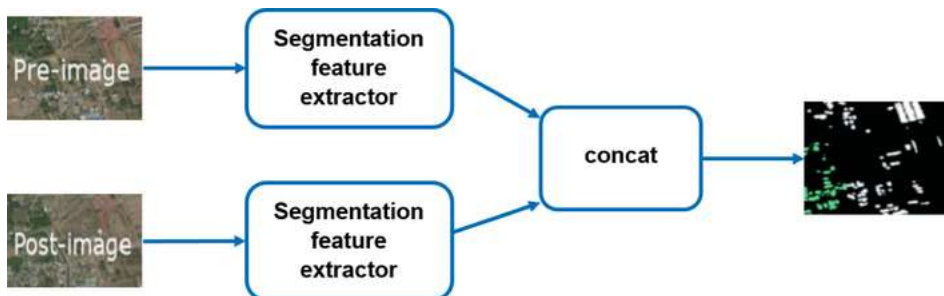 Pre-image
Segmentation
feature
extractor
concat
Post-image
Segmentation
feature
extractor